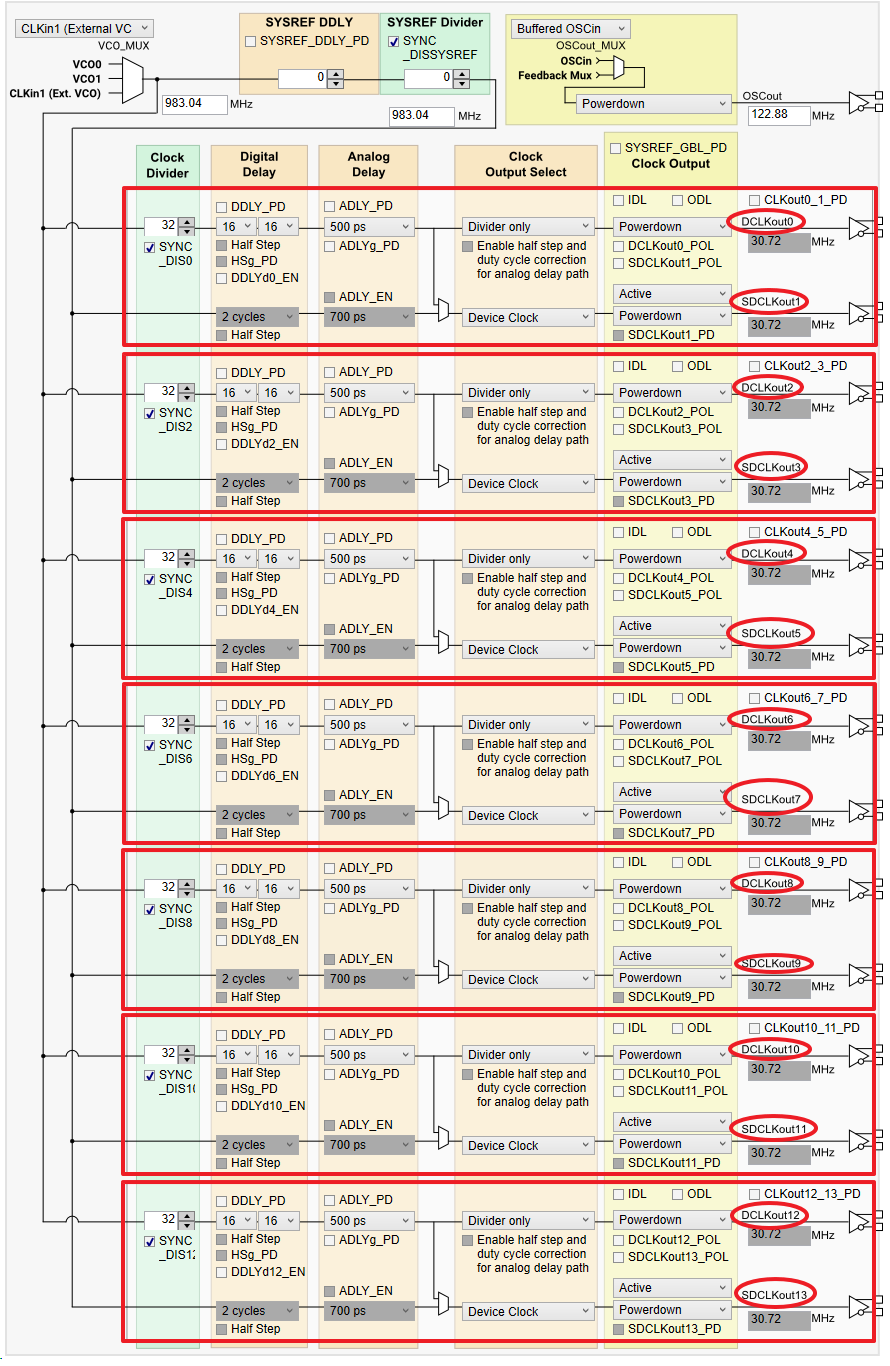 CLKin1 (External VC
VCO_MUX
VCO0
VCO1
CLKin1 (Ext. VCO)
983.04 MHz
SYSREF DDLY
SYSREF_DDLY_PD
0
SYSREF Divider
SYNC
_DISSYSREF
0
983.04 MHz
Buffered OSCin
OSCout_MUX
OSCin
Feedback Mux
Powerdown
OSCout
122.88 MHz
Clock
Divider
Digital
Delay
Analog
Delay
Clock
Output Select
SYSREF_GBL_PD
Clock Output
32
SYNC
_DIS0
DDLY_PD
16 16
Half Step
HSg_PD
DDLYd0_EN
2 cycles
Half Step
ADLY_PD
500 ps
ADLYg_PD
ADLY_EN
700 ps
Divider only
Enable half step and
duty cycle correction
for analog delay path
Device Clock
IDL ODL CLKout0_1_PD
Powerdown DCLKout0
30.72 MHz
DCLKout0_POL
SDCLKout1_POL
Active
Powerdown SDCLKout1
30.72 MHz
SDCLKout1_PD
32
SYNC
_DIS2
DDLY_PD
16 16
Half Step
HSg_PD
DDLYd2_EN
2 cycles
Half Step
ADLY_PD
500 ps
ADLYg_PD
ADLY_EN
700 ps
Divider only
Enable half step and
duty cycle correction
for analog delay path
Device Clock
IDL ODL CLKout2_3_PD
Powerdown DCLKout2
30.72 MHz
DCLKout2_POL
SDCLKout3_POL
Active
Powerdown SDCLKout3
30.72 MHz
SDCLKout3_PD
32
SYNC
_DIS4
DDLY_PD
16 16
Half Step
HSg_PD
DDLYd4_EN
2 cycles
Half Step
ADLY_PD
500 ps
ADLYg_PD
ADLY_EN
700 ps
Divider only
Enable half step and
duty cycle correction
for analog delay path
Device Clock
IDL ODL CLKout4_5_PD
Powerdown DCLKout4
30.72 MHz
DCLKout4_POL
SDCLKout5_POL
Active
Powerdown SDCLKout5
30.72 MHz
SDCLKout5_PD
32
SYNC
_DIS6
DDLY_PD
16 16
Half Step
HSg_PD
DDLYd6_EN
2 cycles
Half Step
ADLY_PD
500 ps
ADLYg_PD
ADLY_EN
700 ps
Divider only
Enable half step and
duty cycle correction
for analog delay path
Device Clock
IDL ODL CLKout6_7_PD
Powerdown DCLKout6
30.72 MHz
DCLKout6_POL
SDCLKout7_POL
Active
Powerdown SDCLKout7
30.72 MHz
SDCLKout7_PD
32
SYNC
_DIS8
DDLY_PD
16 16
Half Step
HSg_PD
DDLYd8_EN
2 cycles
Half Step
ADLY_PD
500 ps
ADLYg_PD
ADLY_EN
700 ps
Divider only
Enable half step and
duty cycle correction
for analog delay path
Device Clock
IDL ODL CLKout8_9_PD
Powerdown DCLKout8
30.72 MHz
DCLKout8_POL
SDCLKout9_POL
Active
Powerdown SDCLKout9
30.72 MHz
SDCLKout9_PD
32
SYNC
_DIS10
DDLY_PD
16 16
Half Step
HSg_PD
DDLYd10_EN
2 cycles
Half Step
ADLY_PD
500 ps
ADLYg_PD
ADLY_EN
700 ps
Divider only
Enable half step and
duty cycle correction
for analog delay path
Device Clock
IDL ODL CLKout10_11_PD
Powerdown DCLKout10
30.72 MHz
DCLKout10_POL
SDCLKout11_POL
Active
Powerdown SDCLKout11
30.72 MHz
SDCLKout11_PD
32
SYNC
_DIS12
DDLY_PD
16 16
Half Step
HSg_PD
DDLYd12_EN
2 cycles
Half Step
ADLY_PD
500 ps
ADLYg_PD
ADLY_EN
700 ps
Divider only
Enable half step and
duty cycle correction
for analog delay path
Device Clock
IDL ODL CLKout12_13_PD
Powerdown DCLKout12
30.72 MHz
DCLKout12_POL
SDCLKout13_POL
Active
Powerdown SDCLKout13
30.72 MHz
SDCLKout13_PD